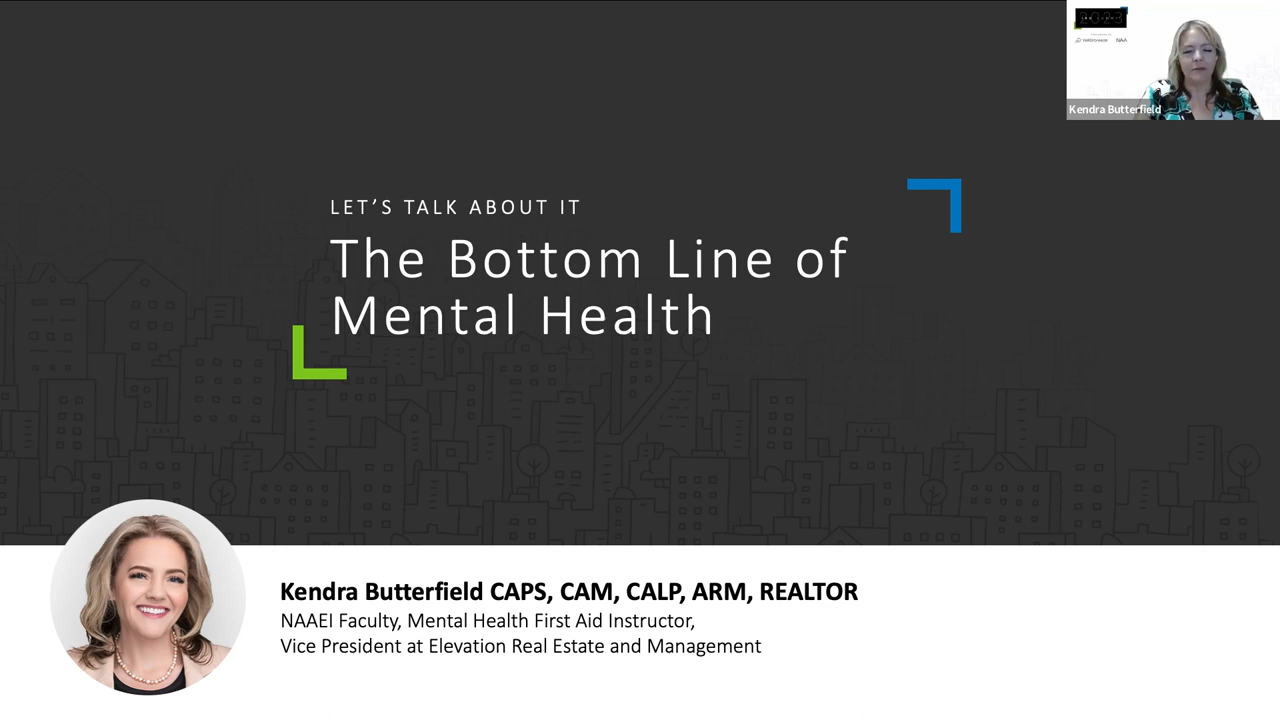 2023
NAA
Kendra Butterfield
LET’S TALK ABOUT IT
The Bottom Line of
Mental Health
Kendra Butterfield CAPS, CAM, CALP, ARM, REALTOR
NAAEI Faculty, Mental Health First Aid Instructor,
Vice President at Elevation Real Estate and Management